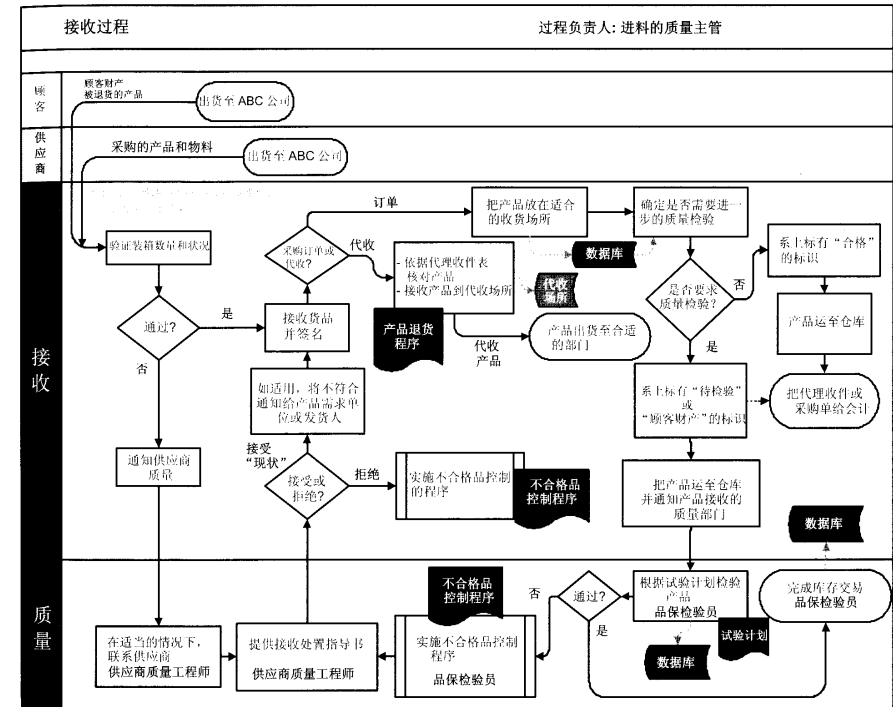 接收过程
过程负责人: 进料的质量主管
顾
客
顾客财产
被退货的产品
出货至 ABC 公司
供
应
商
采购的产品和物料
出货至ABC 公司
接
收
验证装箱数量和状况
通过?
是
否
通知供应商
质量
接收货品
并签名
如适用，将不符合
通知给产品需求单
位或发货人
接受
“现状”
接受或
拒绝?
拒绝
采购订单或
代收?
订单
代收
- 依据代理收件表
核对产品
- 接收产品到代收场所
产品退货
程序
代收
产品
产品出货至合适
的部门
实施不合格品控制
的程序
不合格品
控制程序
把产品放在适合
的收货场所
数据库
代收
场所
确定是否需要进一
步的质量检验
是否要求
质量检验?
否
是
系上标有 “合格”
的标识
产品运至仓库
把代理收件或
采购单给会计
系上标有 “待检验”
或
“顾客财产”的标识
把产品运至仓库
并通知产品接收的
质量部门
数据库
质
量
在适当的情况下，
联系供应商
供应商质量工程师
提供接收处置指导书
供应商质量工程师
不合格品
控制程序
实施不合格品控制
程序
品保检验员
否
通过?
是
根据试验计划检验
产品
品保检验员
试验计划
数据库
完成库存交易
品保检验员